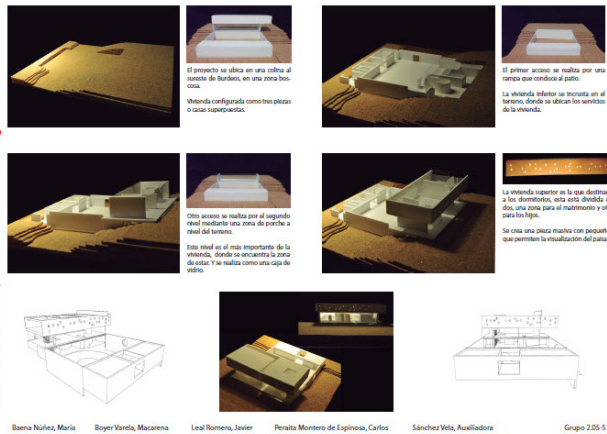 El proyecto se ubica en una colina al
sureste de Burdeos, en una zona bos-
cosa.
Vivienda configurada como tres piezas
o casas superpuestas.
El primer acceso se realiza por una
rampa que conduce al patio.
La vivienda inferior se incrusta en el
terreno, donde se ubican los servicios
de la vivienda.
Otro acceso se realiza por el segundo
nivel mediante una zona de porche a
nivel del terreno.
Este nivel es el más importante de la
vivienda, donde se encuentra la zona
de estar. Y se realiza como una caja de
vidrio.
La vivienda superior es la que destina
a los dormitorios, esta está dividida e
dos, una zona para el matrimonio y ot
para los hijos.
Se crea una pieza masiva con pequeñ
que permiten la visualización del paisa
Baena Núñez, María Boyer Varela, Macarena Leal Romero, Javier Peraita Montero de Espinosa, Carlos Sánchez Vela, Auxiliadora Grupo 2.05-5